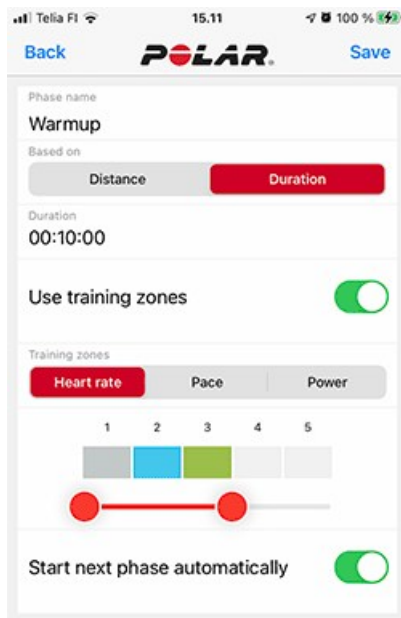 Telia FI 15.11 100 %
Back POLAR. Save
Phase name
Warmup
Based on
Distance Duration
Duration
00:10:00
Use training zones
Training zones
Heart rate Pace Power
1 2 3 4 5
Start next phase automatically